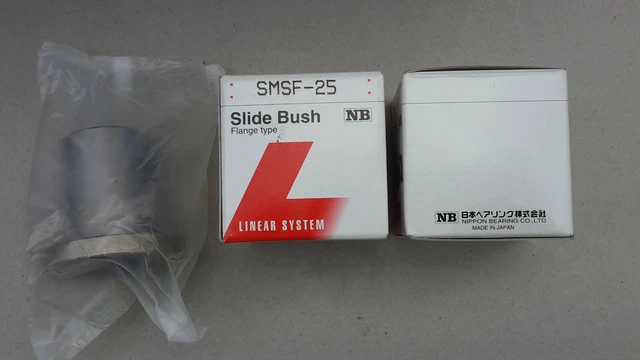 SMSF-25
Slide Bush NB
Flange type
LINEAR SYSTEM
NB 日本ベアリング株式会社
NIPPON BEARING CO.,LTD.
MADE IN JAPAN